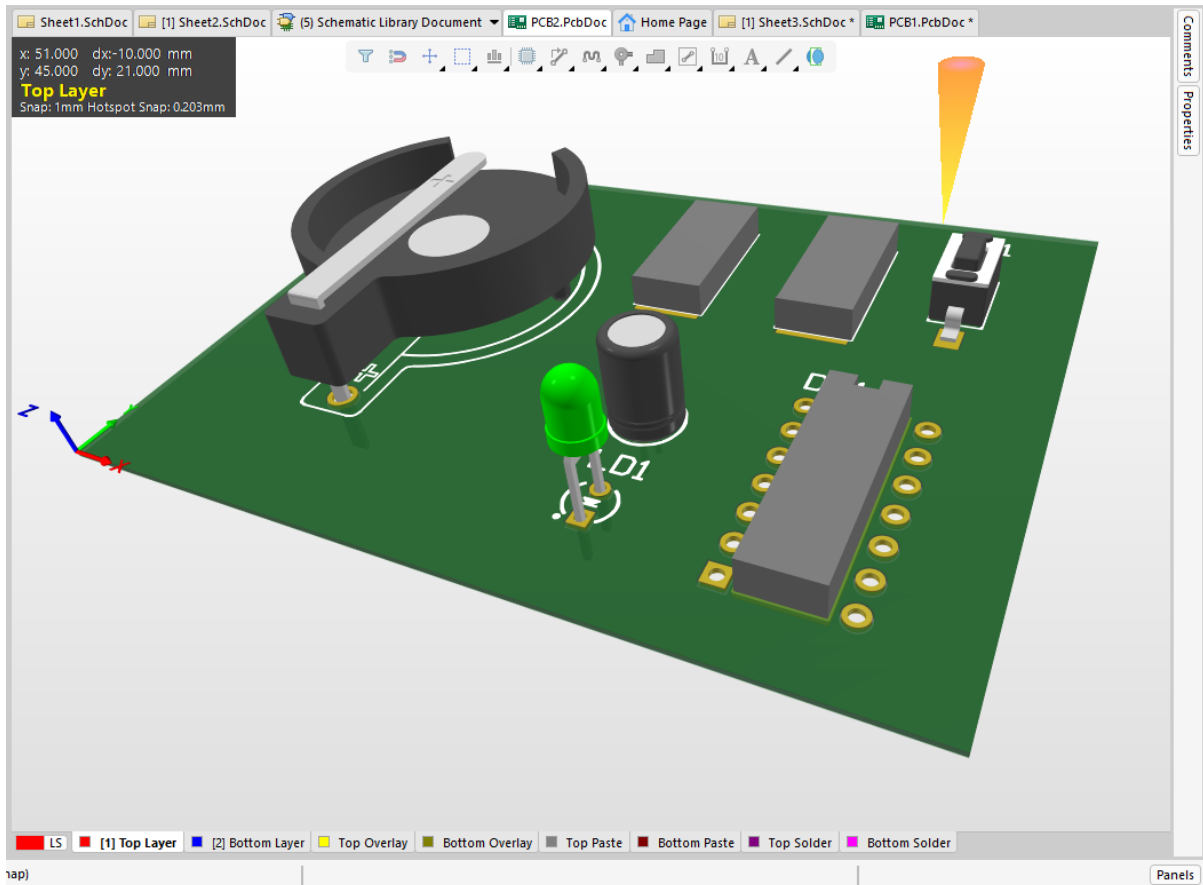 Sheet1.SchDoc
[1] Sheet2.SchDoc
(5) Schematic Library Document
PCB2.PcbDoc
Home Page
[1] Sheet3.SchDoc *
PCB1.PcbDoc *
Comments
Properties
x: 51.000 dx:-10.000 mm
y: 45.000 dy: 21.000 mm
Top Layer
Snap: 1mm Hotspot Snap: 0.203mm
A
1
+
D1
D
Z
X
LS
[1] Top Layer
[2] Bottom Layer
Top Overlay
Bottom Overlay
Top Paste
Bottom Paste
Top Solder
Bottom Solder
Panels